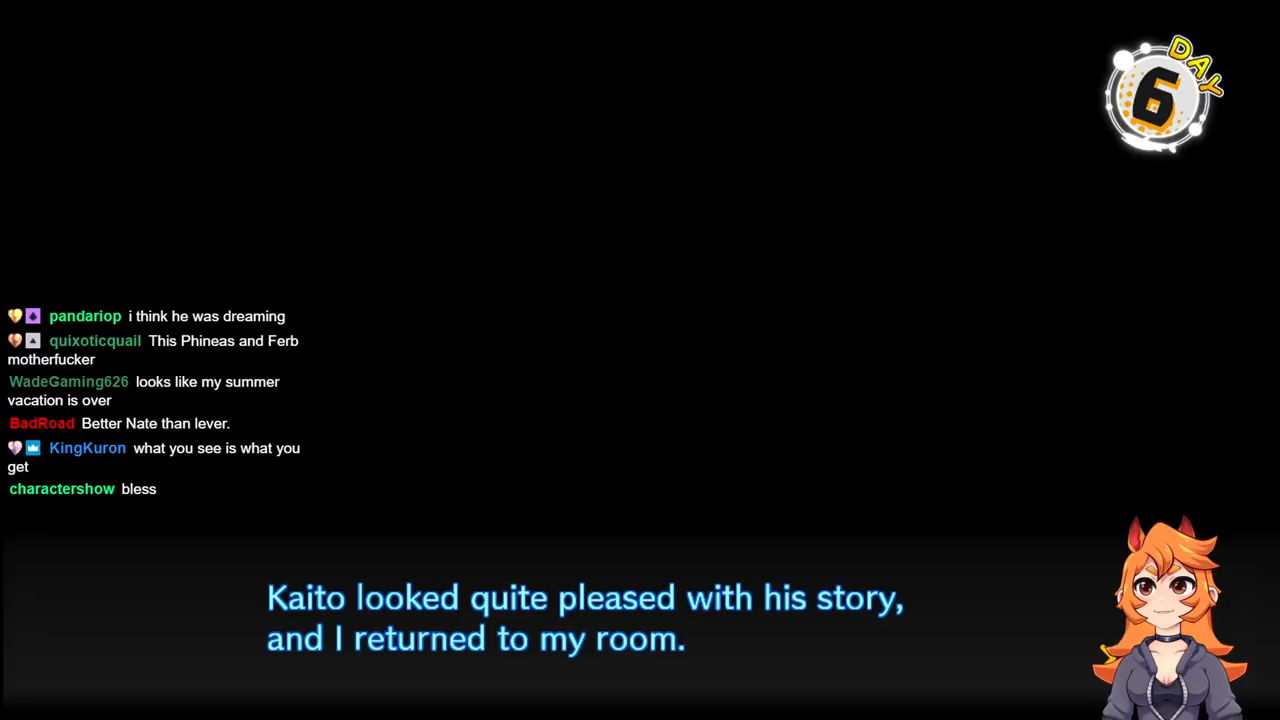 DAY
6
pandariop i think he was dreaming
quixoticquail This Phineas and Ferb
motherfucker
WadeGaming626 looks like my summer
vacation is over
BadRoad Better Nate than lever.
KingKuron what you see is what you
get
charactershow bless
Kaito looked quite pleased with his story,
and I returned to my room.